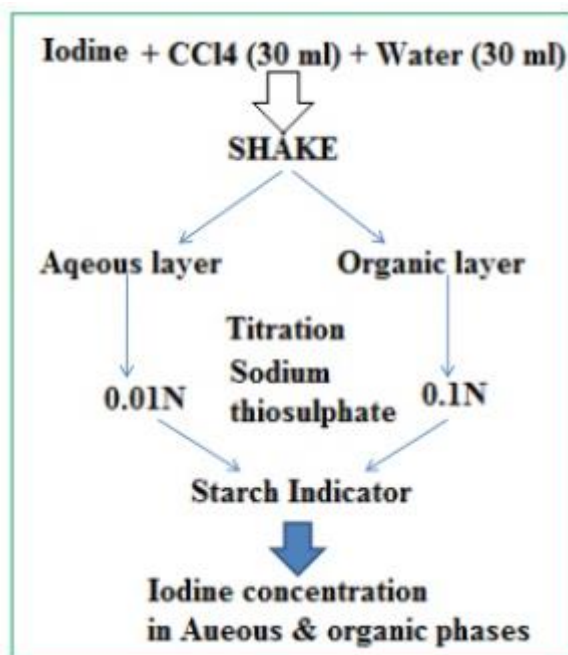 Iodine + CCl4 (30 ml) + Water (30 ml)
SHAKE
Aqeous layer
Organic layer
Titration
Sodium
thiosulphate
0.01N
0.1N
Starch Indicator
Iodine concentration
in Aueous & organic phases